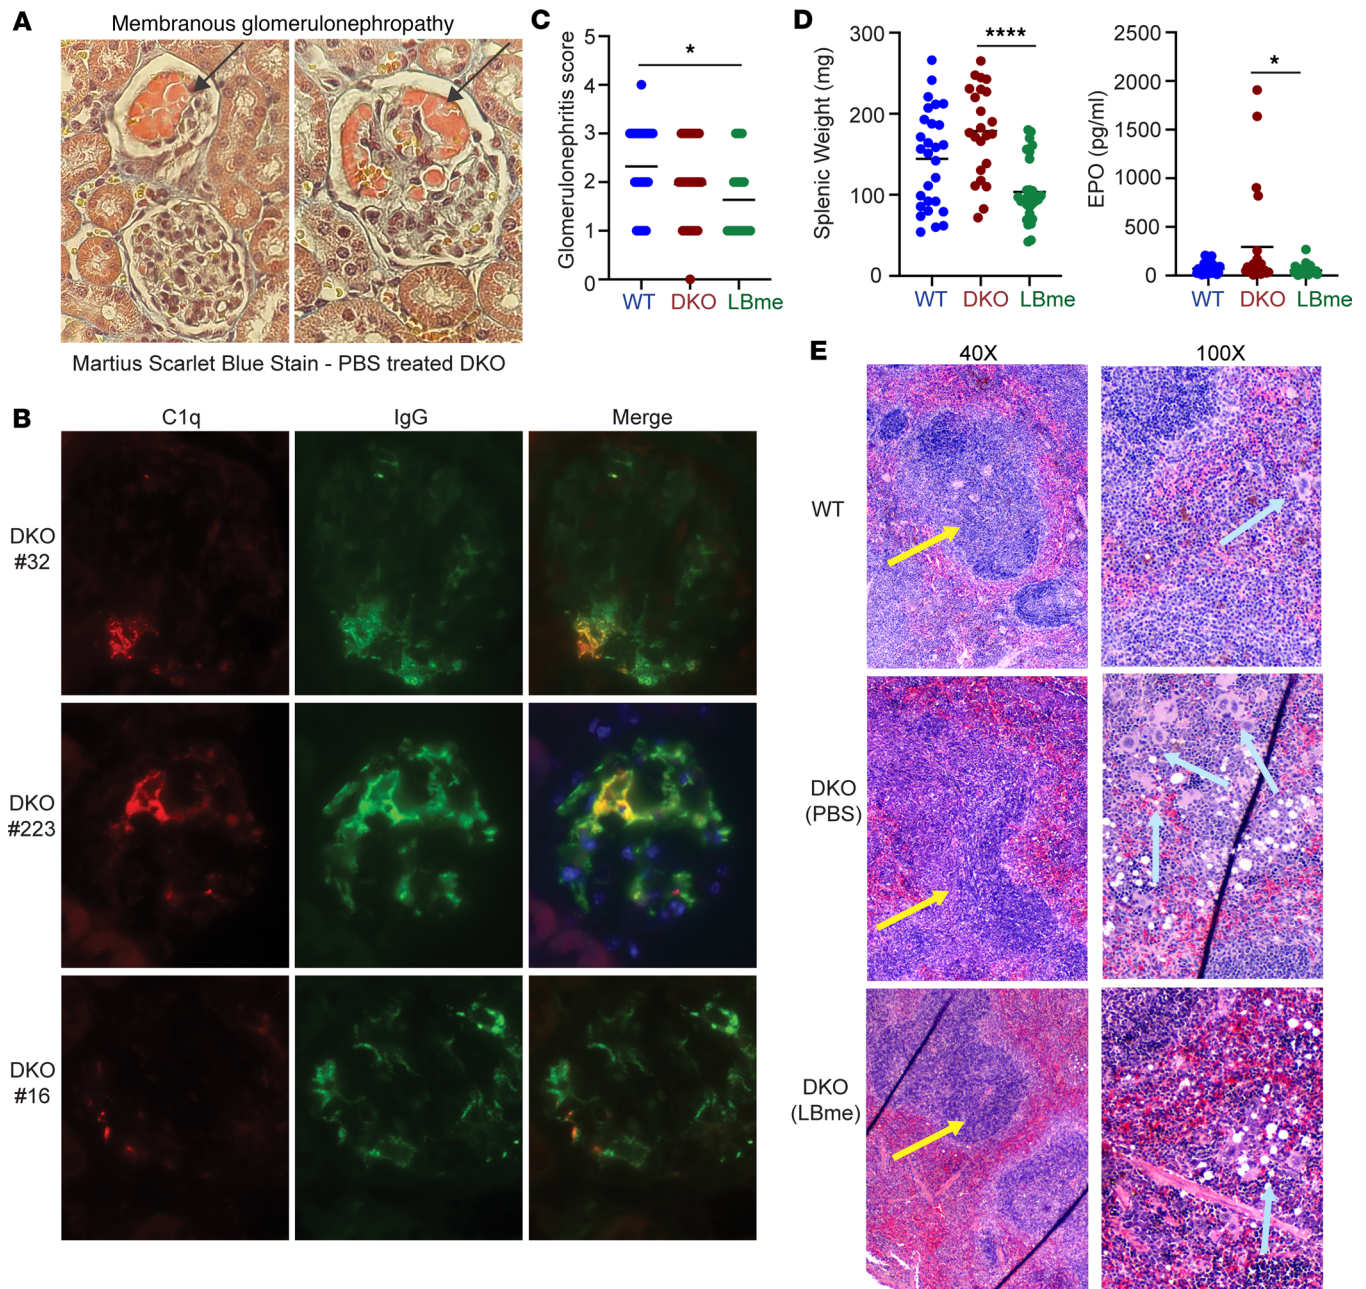 A
Membranous glomerulonephropathy
Martius Scarlet Blue Stain - PBS treated DKO
B
C1q IgG Merge
DKO
#32
DKO
#223
DKO
#16
C
Glomerulonephritis score
5
4
3
2
1
0
*
WT DKO LBme
D
Splenic Weight (mg)
300
200
100
0
****
WT DKO LBme
EPO (pg/ml)
2500
2000
1500
1000
500
0
*
WT DKO LBme
E
40X 100X
WT
DKO
(PBS)
DKO
(LBme)